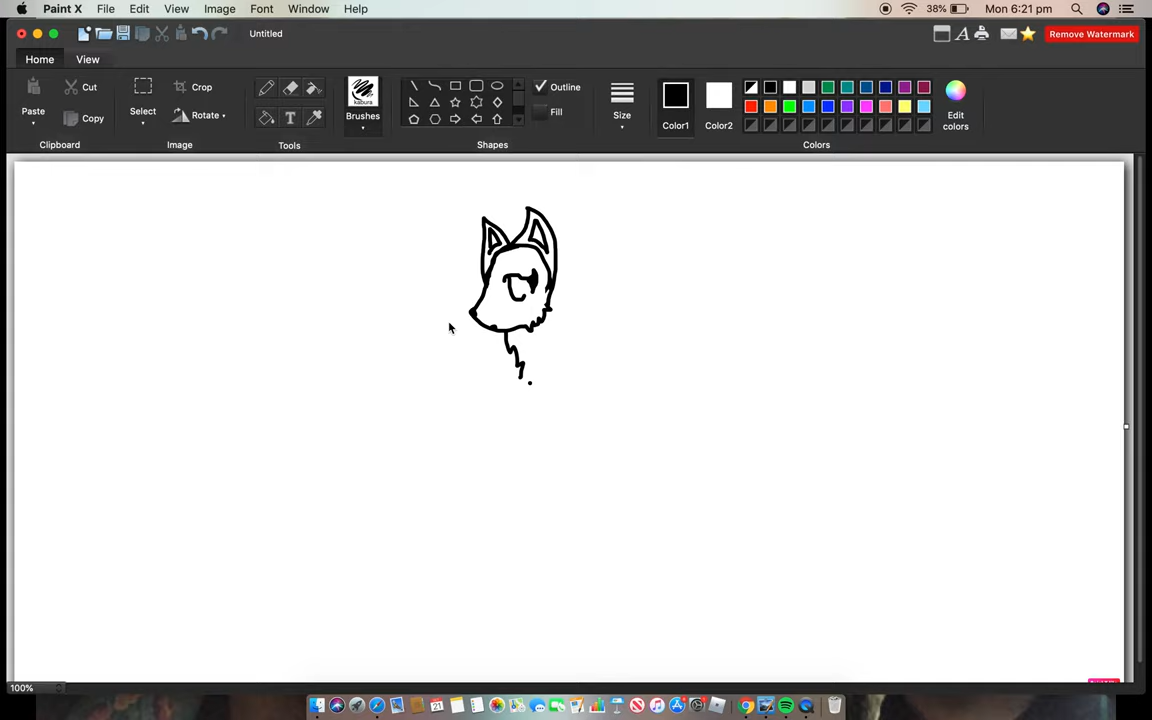 Paint X File Edit View Image Font Window Help 38% Mon 6:21 pm
Untitled Remove Watermark
Home View
Paste Cut Copy Select Crop Rotate kabura Brushes Outline Fill Size Color1 Color2 Edit colors
Clipboard Image Tools Shapes Colors
100%